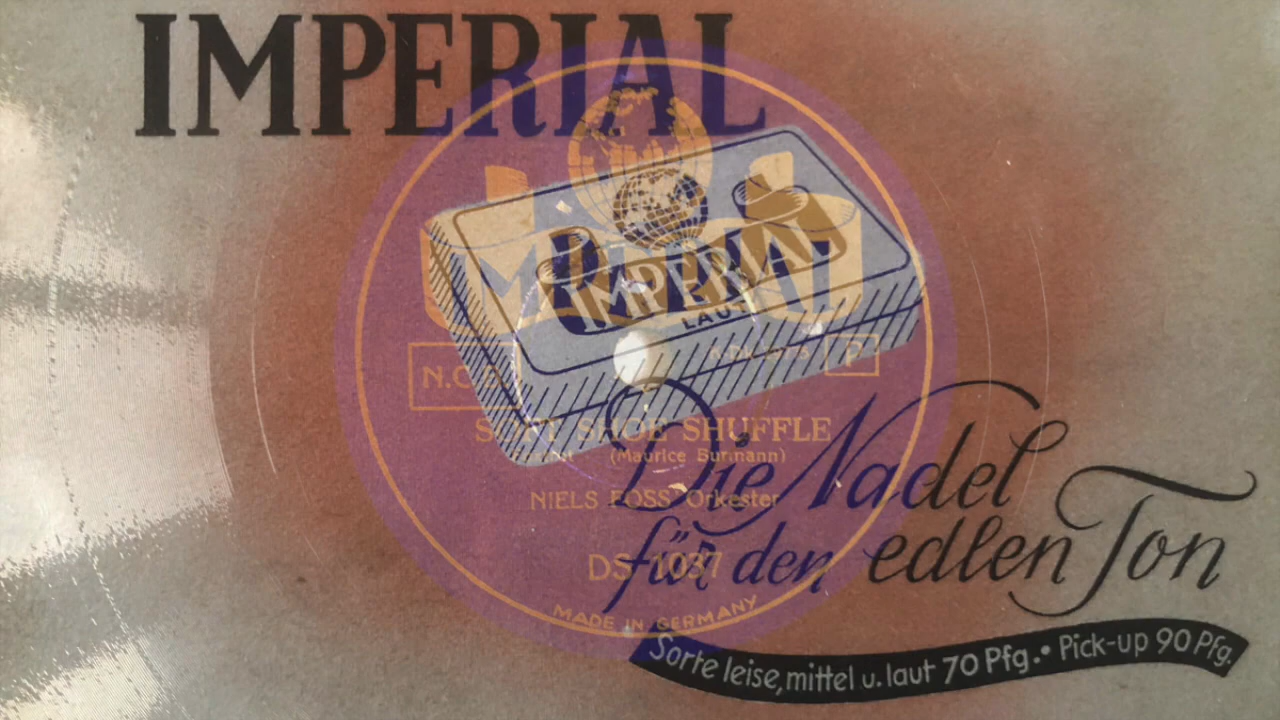 IMPERIAL
IMPERIAL
IMPERIAL
LAUT
N.C.B.
P
SOFT SHOE SHUFFLE
(Maurice Burmann)
NIELS FOSS' Orkester
DS 1037
MADE IN GERMANY
Die Nadel
für den edlen Ton
Sorte leise, mittel u. laut 70 Pfg. • Pick-up 90 Pfg.